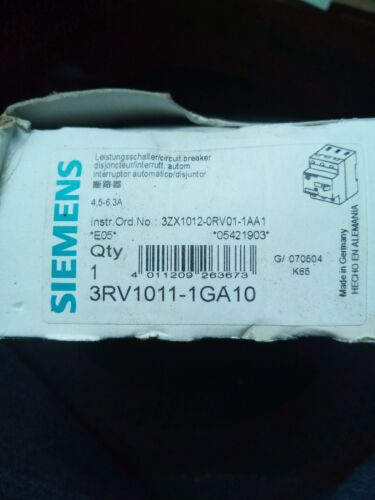 SIEMENS
Leistungsschalter/circuit breaker
disjoncteur/interrutt. autom.
interruptor automático/disjuntor
断路器
4,5-6,3A
Instr.Ord.No.: 3ZX1012-0RV01-1AA1
*E05* *05421903*
Qty
1
4 011209 263673
3RV1011-1GA10
G/ 070504
K65
Made in Germany
HECHO EN ALEMANIA